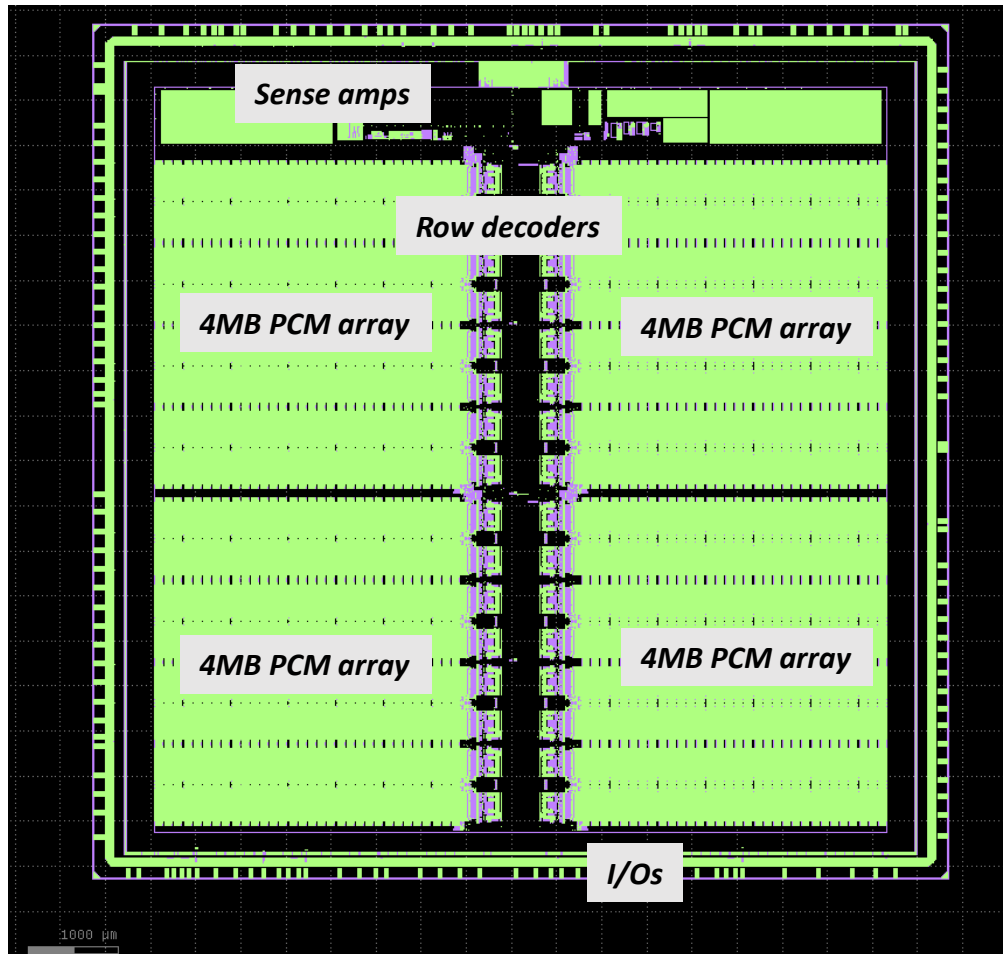 Sense amps
Row decoders
4MB PCM array
4MB PCM array
4MB PCM array
4MB PCM array
I/Os
1000 µm